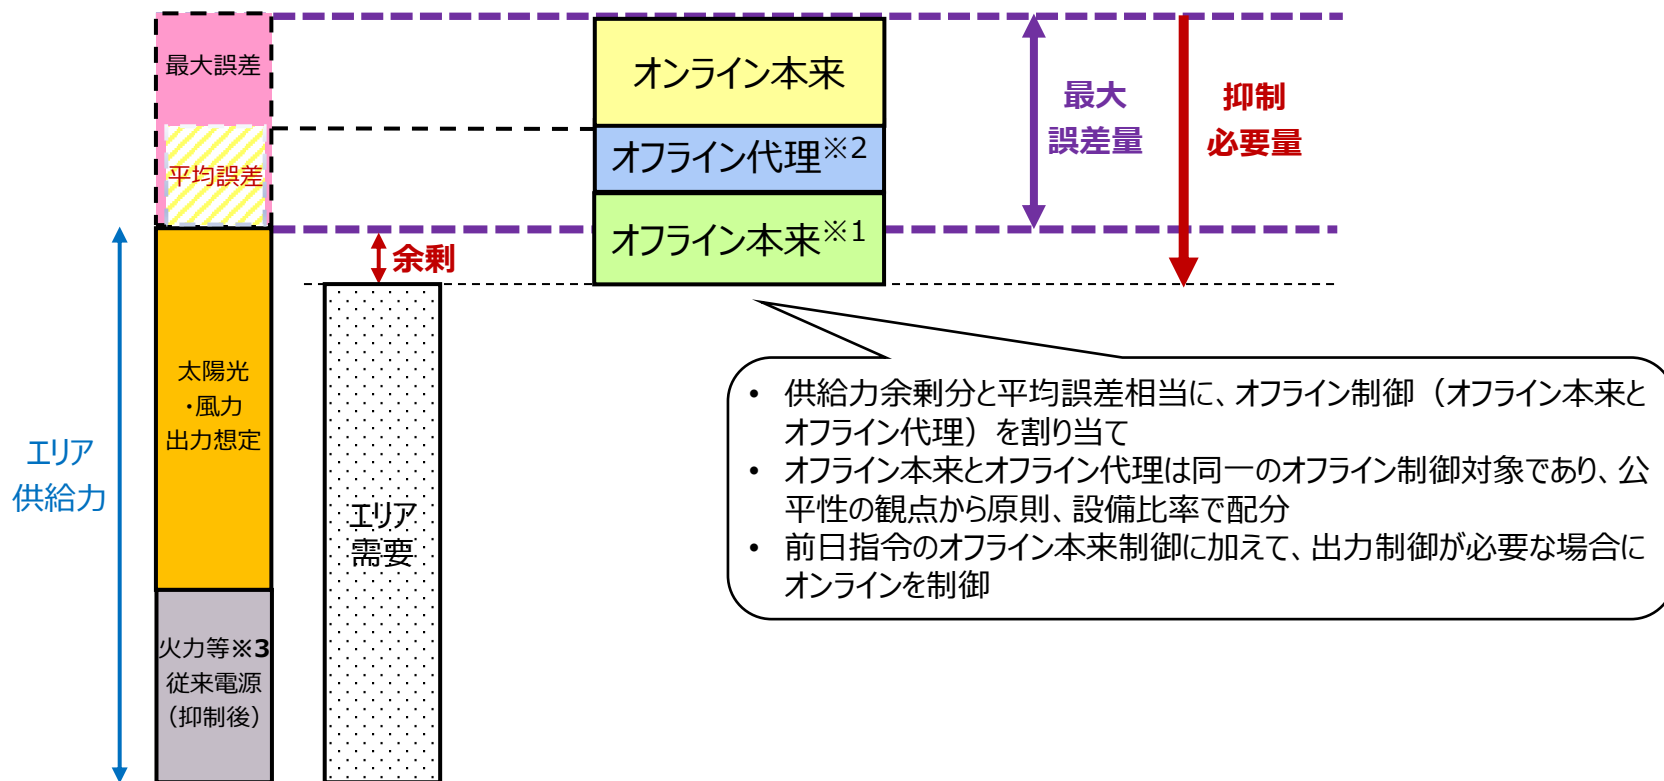 最大誤差
平均誤差
太陽光
・風力
出力想定
火力等※3
従来電源
（抑制後）
エリア
供給力
余剰
エリア
需要
オンライン本来
オフライン代理※2
オフライン本来※1
最大
誤差量
抑制
必要量
• 供給力余剰分と平均誤差相当に、オフライン制御（オフライン本来と
オフライン代理）を割り当て
• オフライン本来とオフライン代理は同一のオフライン制御対象であり、公
平性の観点から原則、設備比率で配分
• 前日指令のオフライン本来制御に加えて、出力制御が必要な場合に
オンラインを制御